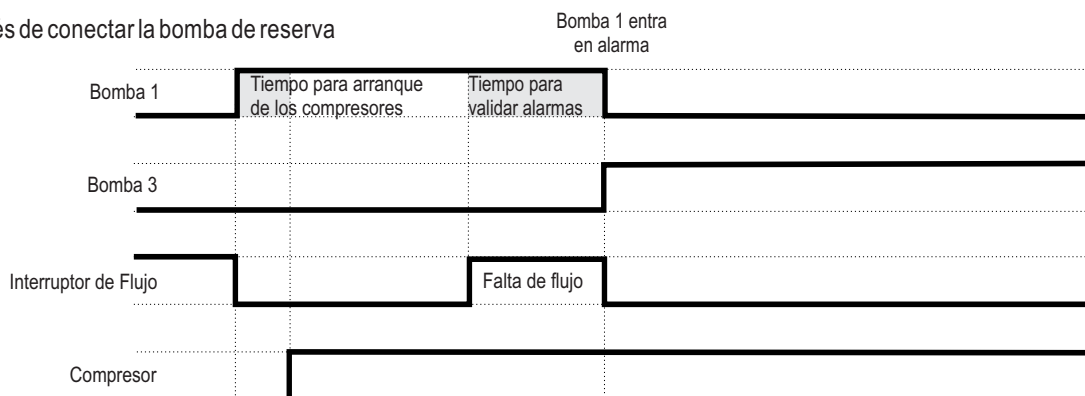 es de conectar la bomba de reserva
Bomba 1 entra
en alarma
Bomba 1
Tiempo para arranque
de los compresores
Tiempo para
validar alarmas
Bomba 3
Interruptor de Flujo
Falta de flujo
Compresor